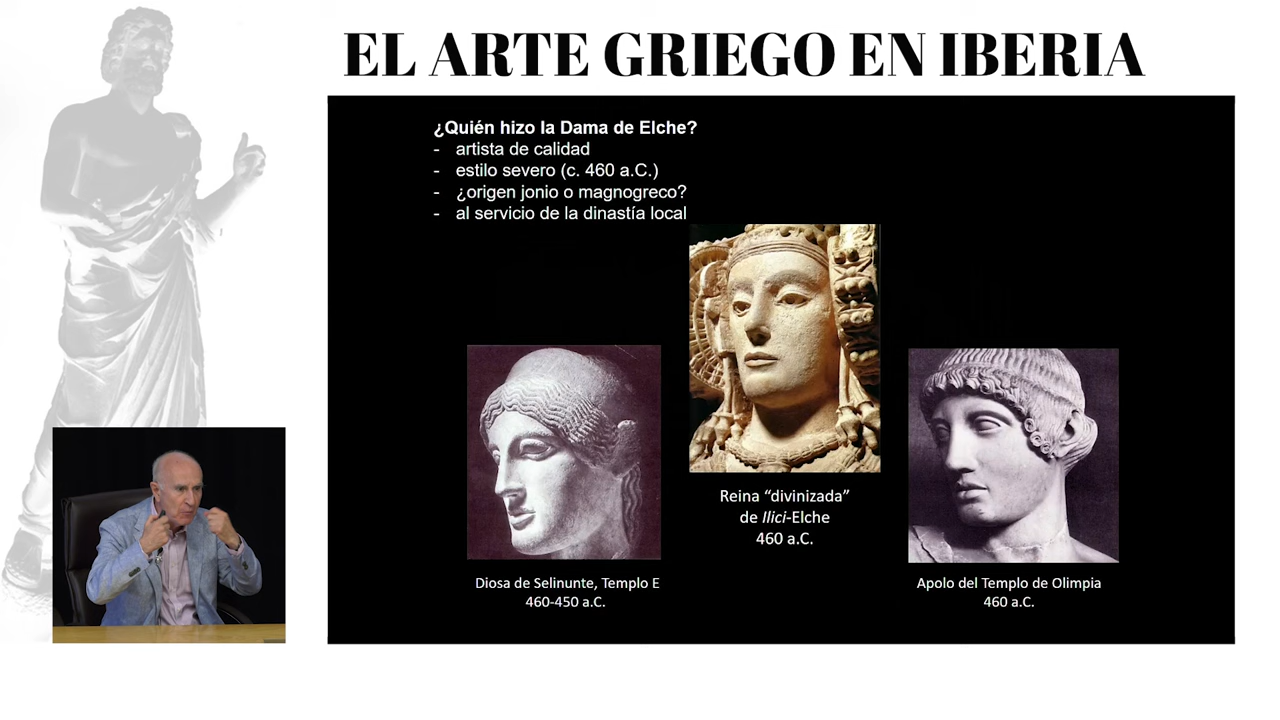 EL ARTE GRIEGO EN IBERIA
¿Quién hizo la Dama de Elche?
- artista de calidad
- estilo severo (c. 460 a.C.)
- ¿origen jonio o magnogreco?
- al servicio de la dinastía local
Reina “divinizada”
de Ilici-Elche
460 a.C.
Diosa de Selinunte, Templo E
460-450 a.C.
Apolo del Templo de Olimpia
460 a.C.